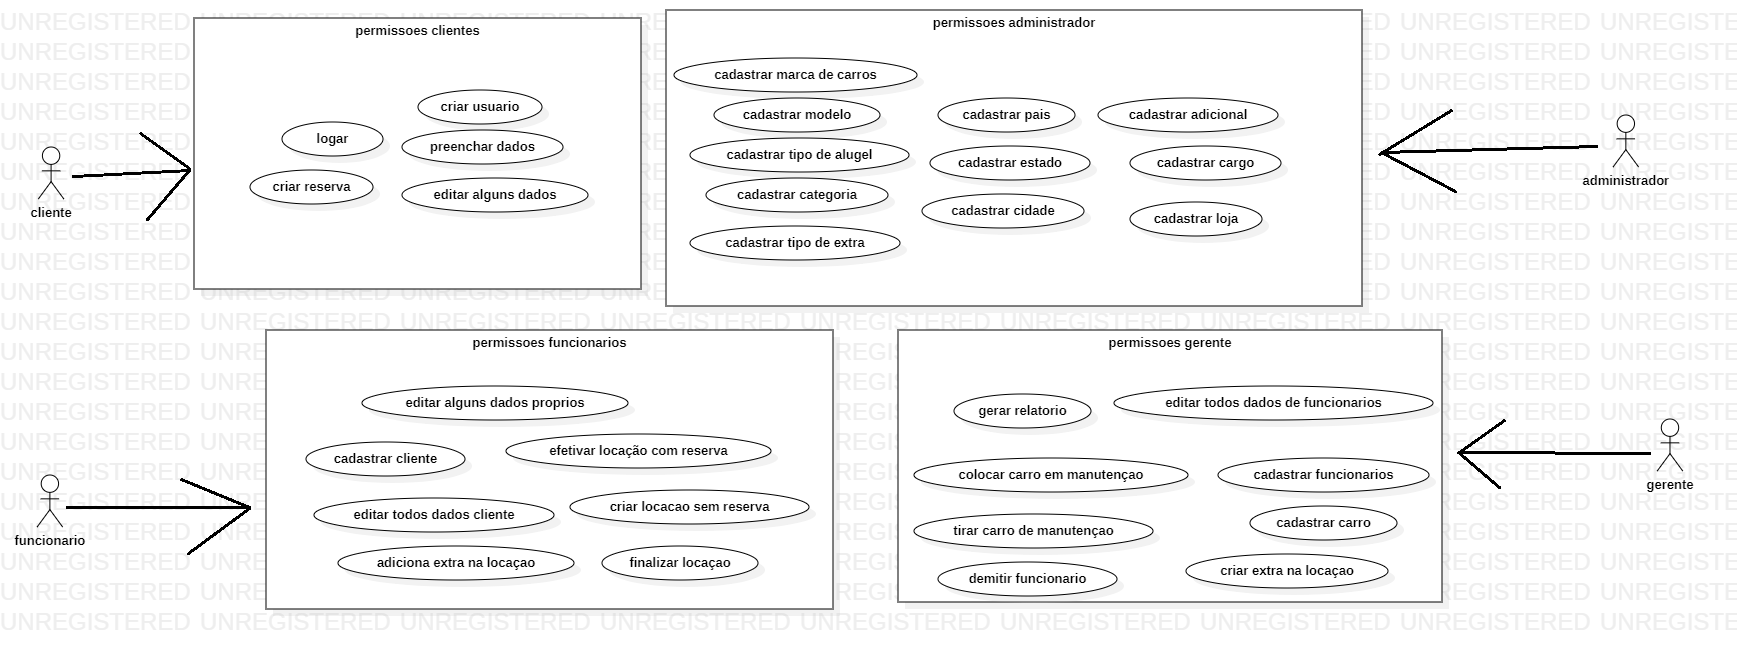 permissoes clientes
criar usuario
logar
preenchar dados
criar reserva
editar alguns dados
cliente
permissoes administrador
cadastrar marca de carros
cadastrar modelo
cadastrar pais
cadastrar adicional
cadastrar tipo de alugel
cadastrar estado
cadastrar cargo
cadastrar categoria
cadastrar cidade
cadastrar loja
cadastrar tipo de extra
administrador
permissoes funcionarios
editar alguns dados proprios
cadastrar cliente
efetivar locação com reserva
editar todos dados cliente
criar locacao sem reserva
adiciona extra na locaçao
finalizar locaçao
funcionario
permissoes gerente
gerar relatorio
editar todos dados de funcionarios
colocar carro em manutençao
cadastrar funcionarios
tirar carro de manutençao
cadastrar carro
demitir funcionario
criar extra na locaçao
gerente
UNREGISTERED